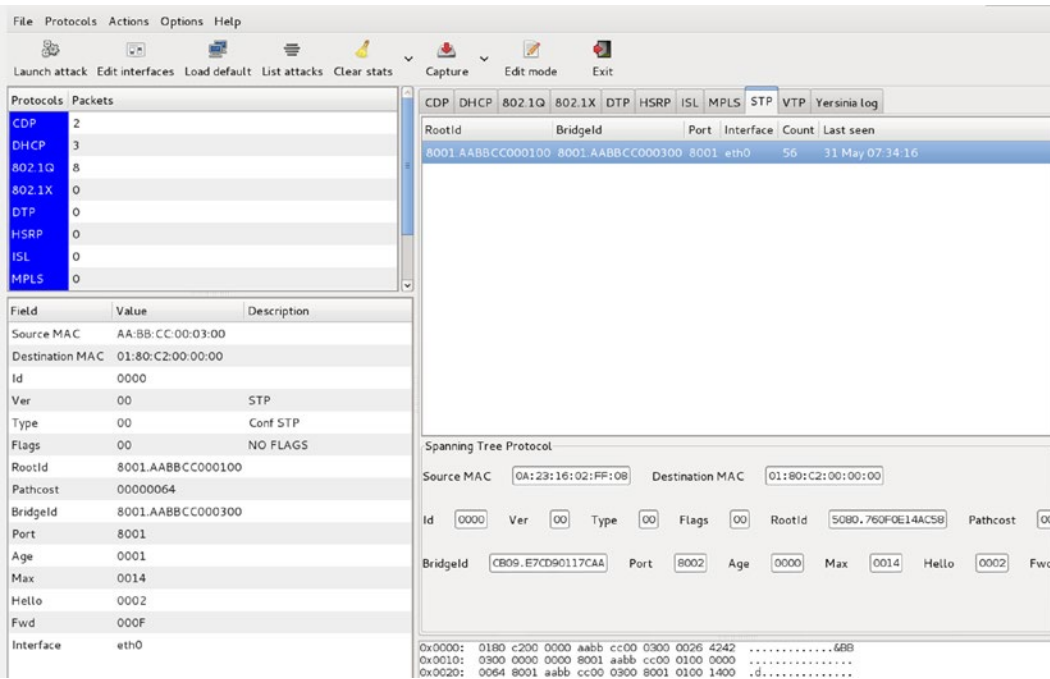 File Protocols Actions Options Help
Launch attack Edit interfaces Load default List attacks Clear stats Capture Edit mode Exit
Protocols Packets
CDP 2
DHCP 3
802.1Q 8
802.1X 0
DTP 0
HSRP 0
ISL 0
MPLS 0
Field Value Description
Source MAC AA:BB:CC:00:03:00
Destination MAC 01:80:C2:00:00:00
Id 0000
Ver 00 STP
Type 00 Conf STP
Flags 00 NO FLAGS
RootId 8001.AABBCC000100
Pathcost 00000064
BridgeId 8001.AABBCC000300
Port 8001
Age 0001
Max 0014
Hello 0002
Fwd 000F
Interface eth0
CDP DHCP 802.1Q 802.1X DTP HSRP ISL MPLS STP VTP Yersinia log
RootId BridgeId Port Interface Count Last seen
8001.AABBCC000100 8001.AABBCC000300 8001 eth0 56 31 May 07:34:16
Spanning Tree Protocol
Source MAC 0A:23:16:02:FF:08 Destination MAC 01:80:C2:00:00:00
Id 0000 Ver 00 Type 00 Flags 00 RootId 5080.760F0E14AC58 Pathcost
BridgeId CB09.E7CD90117CAA Port 8002 Age 0000 Max 0014 Hello 0002 Fwd
0x0000: 0180 c200 0000 aabb cc00 0300 0026 4242 .............&BB
0x0010: 0300 0000 0000 8001 aabb cc00 0100 0000 ................
0x0020: 0064 8001 aabb cc00 0300 8001 0100 1400 .d..............